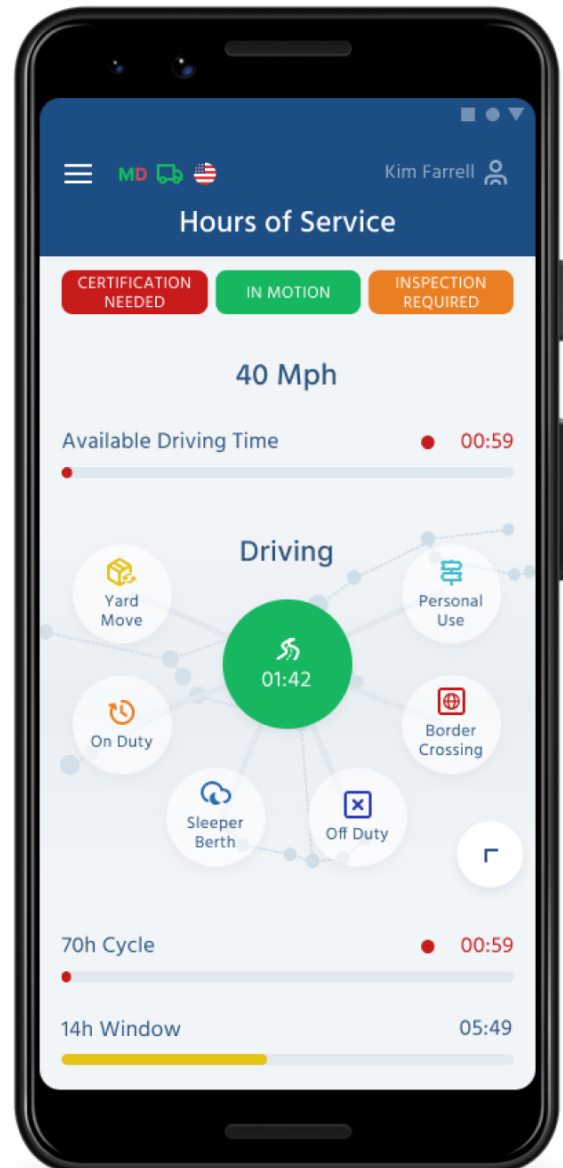 MD
Kim Farrell
Hours of Service
CERTIFICATION
NEEDED
IN MOTION
INSPECTION
REQUIRED
40 Mph
Available Driving Time
00:59
Driving
Yard
Move
Personal
Use
01:42
On Duty
Border
Crossing
Sleeper
Berth
Off Duty
70h Cycle
00:59
14h Window
05:49